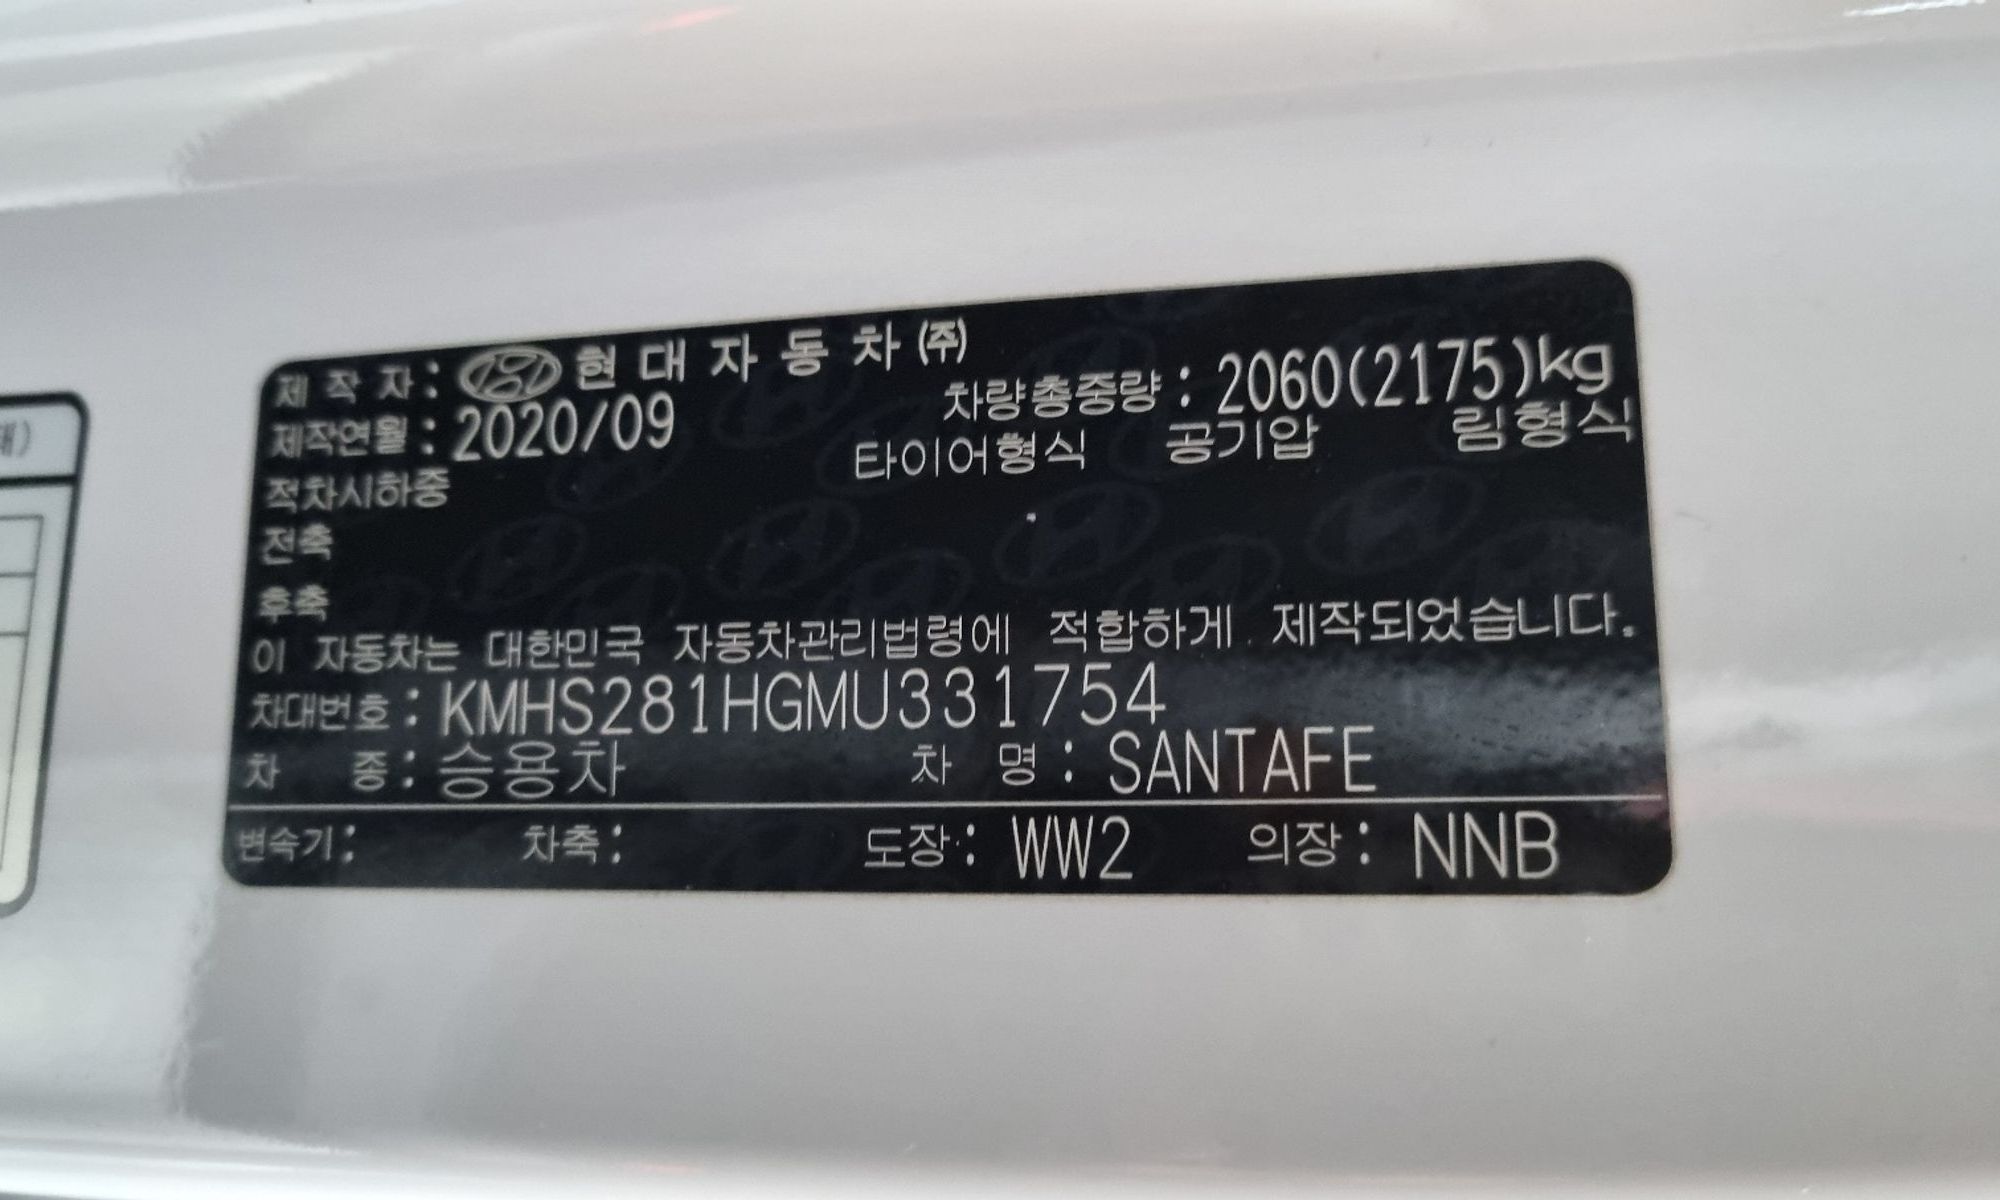 제 작 자 : 현 대 자 동 차 ㈜
차량총중량 : 2060(2175)kg
제작연월 : 2020/09
타이어형식 공기압 림형식
적차시하중
전축
후축
이 자동차는 대한민국 자동차관리법령에 적합하게 제작되었습니다.
차대번호 : KMHS281HGMU331754
차 종 : 승용차 차 명 : SANTAFE
변속기: 차축: 도장: WW2 의장: NNB